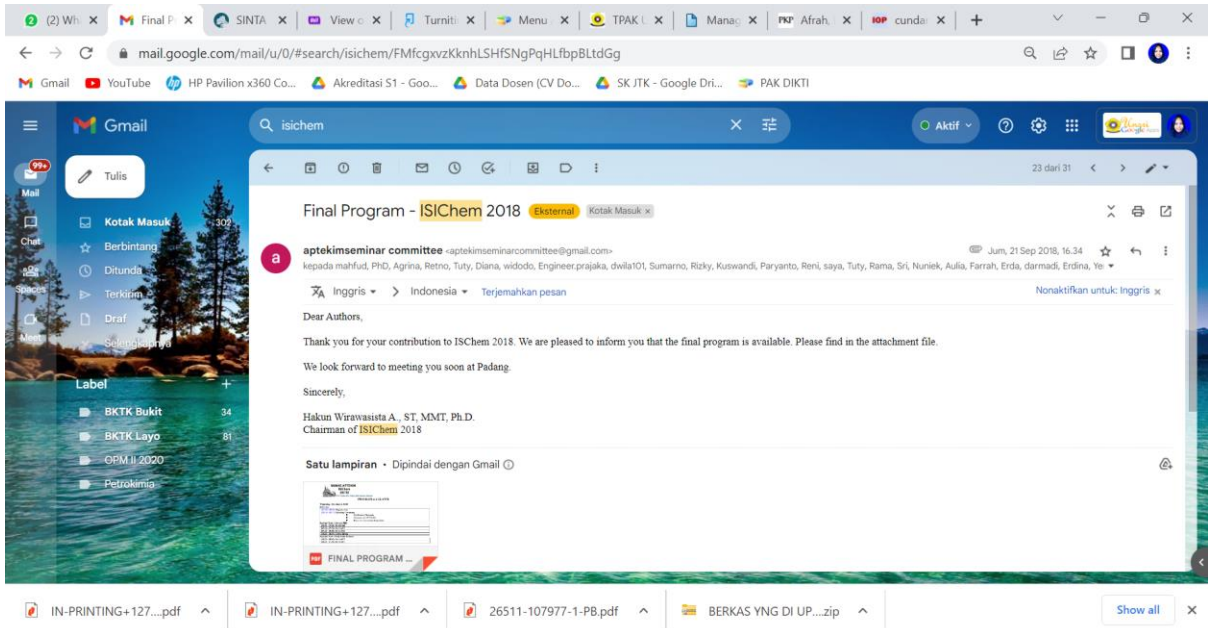 (2) Wh
Final P
SINTA
View o
Turniti
Menu
TPAK (
Manag
PKP Afrah,
IOP cundar
mail.google.com/mail/u/0/#search/isichem/FMfcgxvzKknhLSHfSNgPqHLfbpBLtdGg
Gmail
YouTube
HP Pavilion x360 Co...
Akreditasi S1 - Goo...
Data Dosen (CV Do...
SK JTK - Google Dri...
PAK DIKTI
Gmail
isichem
Aktif
99+
Mail
Chat
Spaces
Meet
Tulis
Kotak Masuk 302
Berbintang
Ditunda
Terkirim
Draf
Selengkapnya
Label +
BKTK Bukit 34
BKTK Layo 81
OPM II 2020
Petrokimia
23 dari 31
Final Program - ISIChem 2018 Eksternal Kotak Masuk x
a
aptekimseminar committee <aptekimseminarcommittee@gmail.com>
Jum, 21 Sep 2018, 16.34
kepada mahfud, PhD, Agrina, Retno, Tuty, Diana, widodo, Engineer.prajaka, dwila101, Sumarno, Rizky, Kuswandi, Paryanto, Reni, saya, Tuty, Rama, Sri, Nuniek, Aulia, Farrah, Erda, darmadi, Erdina,
Inggris > Indonesia Terjemahkan pesan
Nonaktifkan untuk: Inggris x
Dear Authors,
Thank you for your contribution to ISChem 2018. We are pleased to inform you that the final program is available. Please find in the attachment file.
We look forward to meeting you soon at Padang.
Sincerely,
Hakun Wirawasista A., ST, MMT, Ph.D.
Chairman of ISIChem 2018
Satu lampiran • Dipindai dengan Gmail
PDF FINAL PROGRAM ...
IN-PRINTING+127....pdf
IN-PRINTING+127....pdf
26511-107977-1-PB.pdf
BERKAS YNG DI UP....zip
Show all